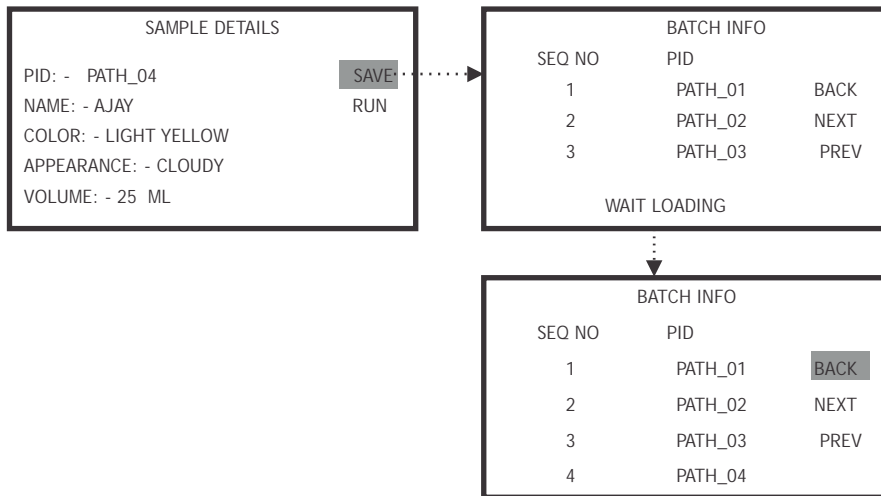 SAMPLE DETAILS
PID: - PATH_04 SAVE
NAME: - AJAY RUN
COLOR: - LIGHT YELLOW
APPEARANCE: - CLOUDY
VOLUME: - 25 ML
BATCH INFO
SEQ NO PID
1 PATH_01 BACK
2 PATH_02 NEXT
3 PATH_03 PREV
WAIT LOADING
BATCH INFO
SEQ NO PID
1 PATH_01 BACK
2 PATH_02 NEXT
3 PATH_03 PREV
4 PATH_04